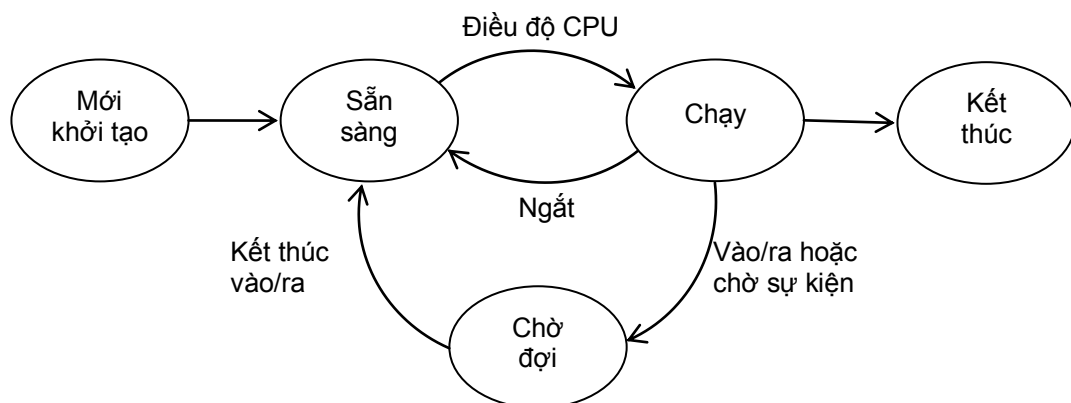 Điều độ CPU
Mới
khởi tạo
Sẵn
sàng
Chạy
Kết
thúc
Ngắt
Kết thúc
vào/ra
Vào/ra hoặc
chờ sự kiện
Chờ
đợi